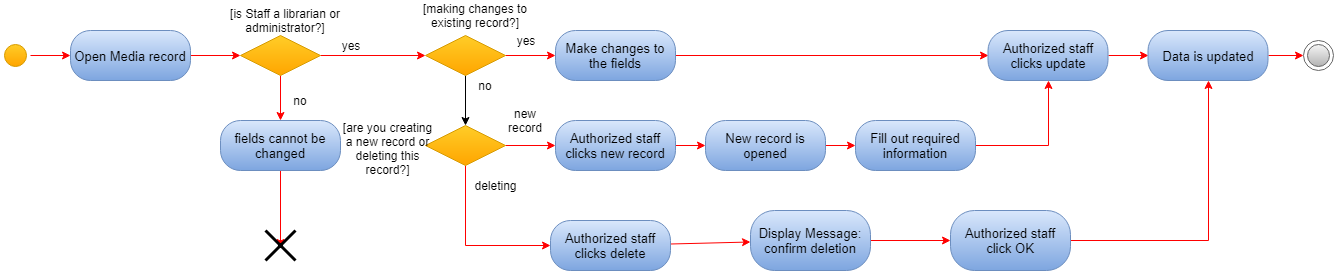 [is Staff a librarian or
administrator?]
[making changes to
existing record?]
Open Media record
yes
yes
Make changes to
the fields
Authorized staff
clicks update
Data is updated
no
no
fields cannot be
changed
[are you creating
a new record or
deleting this
record?]
new
record
Authorized staff
clicks new record
New record is
opened
Fill out required
information
deleting
Authorized staff
clicks delete
Display Message:
confirm deletion
Authorized staff
click OK